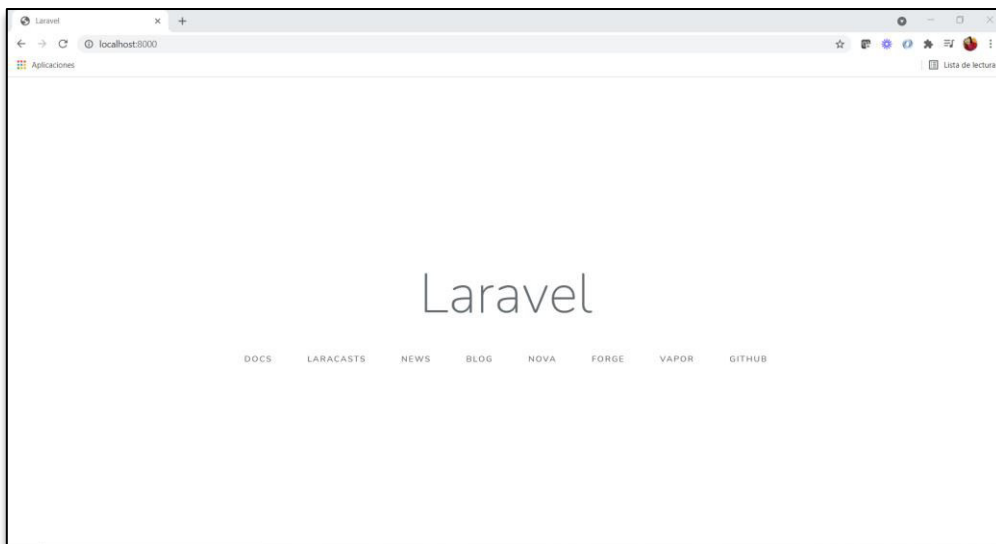 Laravel
localhost:8000
Aplicaciones
Lista de lectura
Laravel
DOCS LARACASTS NEWS BLOG NOVA FORGE VAPOR GITHUB